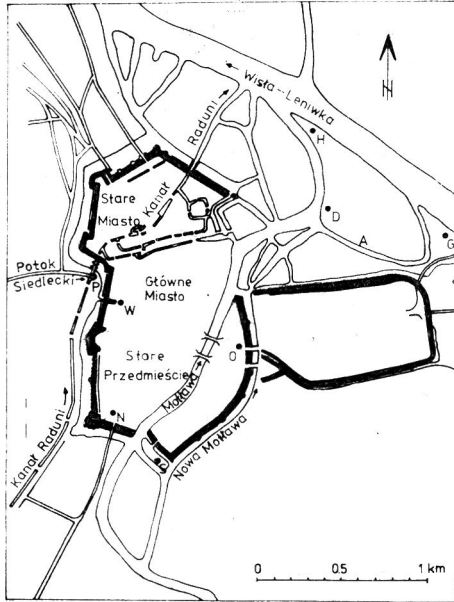 N
Wisła-Leniwka
H
Kanał Raduni
Stare
Miasto
D
A
G
Potok
Siedlecki
P
Główne
Miasto
W
O
Stare
Przedmieście
Motława
N
Nowa Motława
Kanał Raduni
0 0.5 1 km